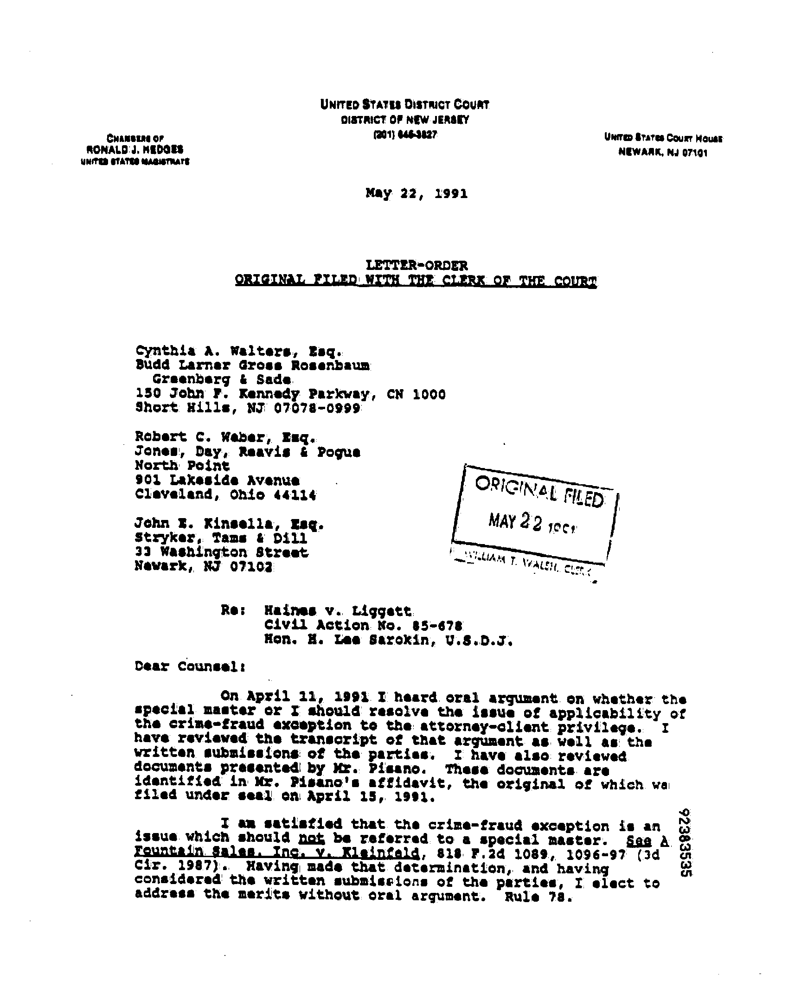 UNITED STATES DISTRICT COURT
DISTRICT OF NEW JERSEY
(201) 645-3827
CHAMBERS OF
RONALD J. HEDGES
UNITED STATES MAGISTRATE
UNITED STATES COURT HOUSE
NEWARK, NJ 07101
May 22, 1991
LETTER-ORDER
ORIGINAL FILED WITH THE CLERK OF THE COURT
Cynthia A. Walters, Esq.
Budd Larner Gross Rosenbaum
Greenberg & Sade
150 John F. Kennedy Parkway, CN 1000
Short Hills, NJ 07078-0999
Robert C. Weber, Esq.
Jones, Day, Reavis & Pogue
North Point
901 Lakeside Avenue
Cleveland, Ohio 44114
John E. Kinsella, Esq.
Stryker, Tams & Dill
33 Washington Street
Newark, NJ 07102
ORIGINAL FILED
MAY 22 1991
WILLIAM T. WALSH, CLERK
Re: Haines v. Liggett
Civil Action No. 85-678
Hon. H. Lee Sarokin, U.S.D.J.
Dear Counsel:
On April 11, 1991 I heard oral argument on whether the
special master or I should resolve the issue of applicability of
the crime-fraud exception to the attorney-client privilege. I
have reviewed the transcript of that argument as well as the
written submissions of the parties. I have also reviewed
documents presented by Mr. Pisano. These documents are
identified in Mr. Pisano's affidavit, the original of which wa
filed under seal on April 15, 1991.
I am satisfied that the crime-fraud exception is an
issue which should not be referred to a special master. See A
Fountain Sales, Inc. v. Kleinfeld, 818 F.2d 1089, 1096-97 (3d
Cir. 1987). Having made that determination, and having
considered the written submissions of the parties, I elect to
address the merits without oral argument. Rule 78.
92383535